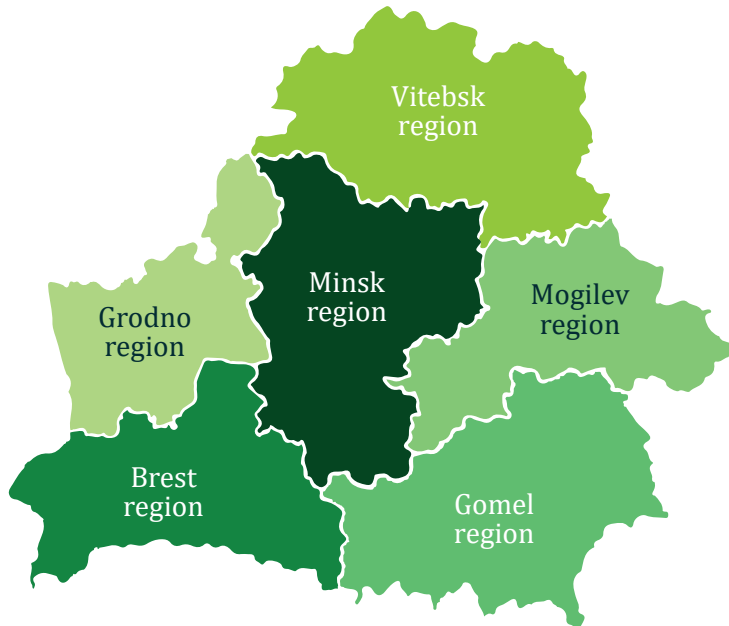 Vitebsk
region
Minsk
region
Mogilev
region
Grodno
region
Brest
region
Gomel
region